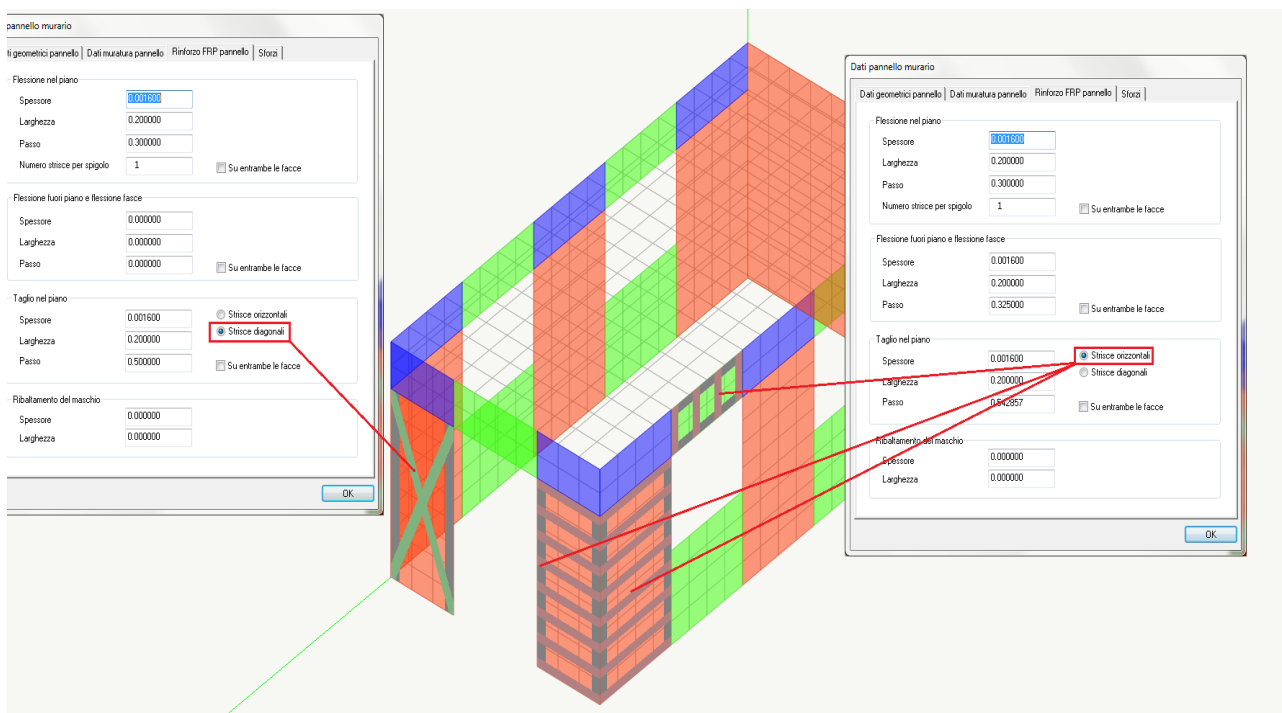 pannello murario
ti geometrici pannello Dati muratura pannello Rinforzo FRP pannello Sforzi
Flessione nel piano
Spessore 0.001600
Larghezza 0.200000
Passo 0.300000
Numero strisce per spigolo 1 Su entrambe le facce
Flessione fuori piano e flessione fasce
Spessore 0.000000
Larghezza 0.000000
Passo 0.000000 Su entrambe le facce
Taglio nel piano
Spessore 0.001600 Strisce orizzontali
Larghezza 0.200000 Strisce diagonali
Passo 0.500000 Su entrambe le facce
Ribaltamento del maschio
Spessore 0.000000
Larghezza 0.000000
OK
Dati pannello murario
Dati geometrici pannello Dati muratura pannello Rinforzo FRP pannello Sforzi
Flessione nel piano
Spessore 0.001600
Larghezza 0.200000
Passo 0.300000
Numero strisce per spigolo 1 Su entrambe le facce
Flessione fuori piano e flessione fasce
Spessore 0.001600
Larghezza 0.200000
Passo 0.325000 Su entrambe le facce
Taglio nel piano
Spessore 0.001600 Strisce orizzontali
Larghezza 0.200000 Strisce diagonali
Passo 0.542857 Su entrambe le facce
Ribaltamento del maschio
Spessore 0.000000
Larghezza 0.000000
OK